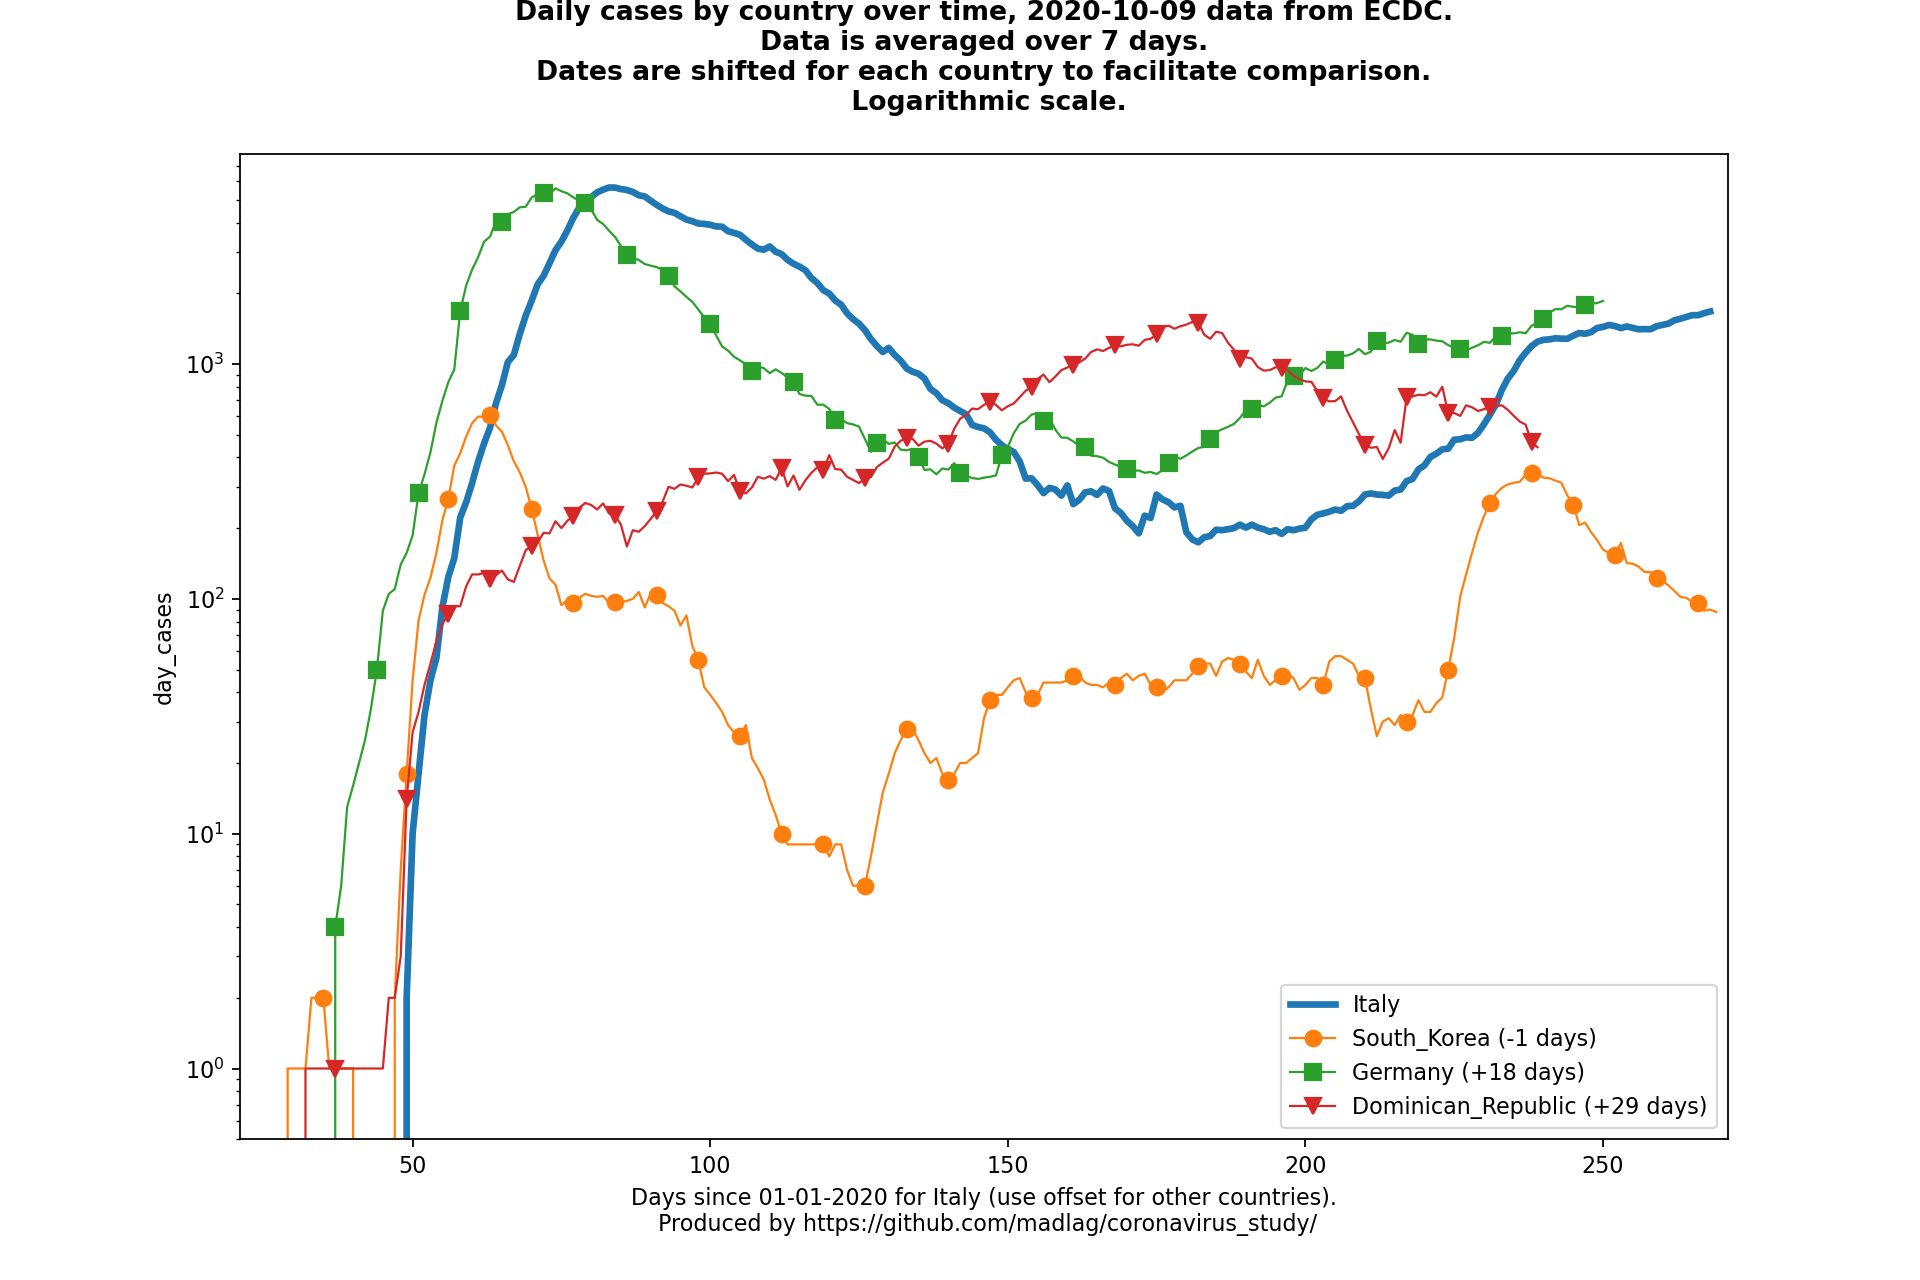 Daily cases by country over time, 2020-10-09 data from ECDC.
Data is averaged over 7 days.
Dates are shifted for each country to facilitate comparison.
Logarithmic scale.
10^3
10^2
10^1
10^0
day_cases
Italy
South_Korea (-1 days)
Germany (+18 days)
Dominican_Republic (+29 days)
50 100 150 200 250
Days since 01-01-2020 for Italy (use offset for other countries).
Produced by https://github.com/madlag/coronavirus_study/